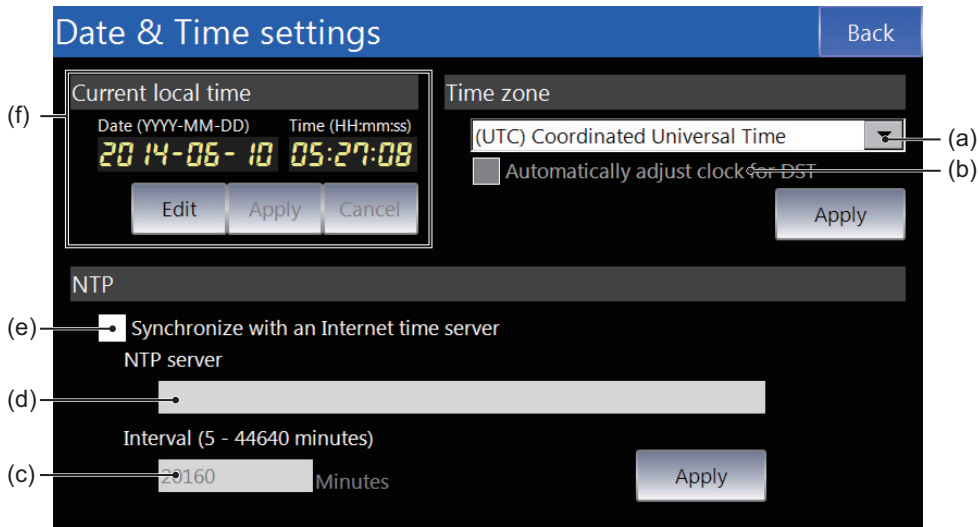 Date & Time settings Back
(f)
Current local time
Date (YYYY-MM-DD) Time (HH:mm:ss)
2014-06-10 05:27:08
Edit Apply Cancel
Time zone
(UTC) Coordinated Universal Time
(a)
Automatically adjust clock for DST
(b)
Apply
NTP
(e)
Synchronize with an Internet time server
NTP server
(d)
Interval (5 - 44640 minutes)
(c)
20160 Minutes
Apply